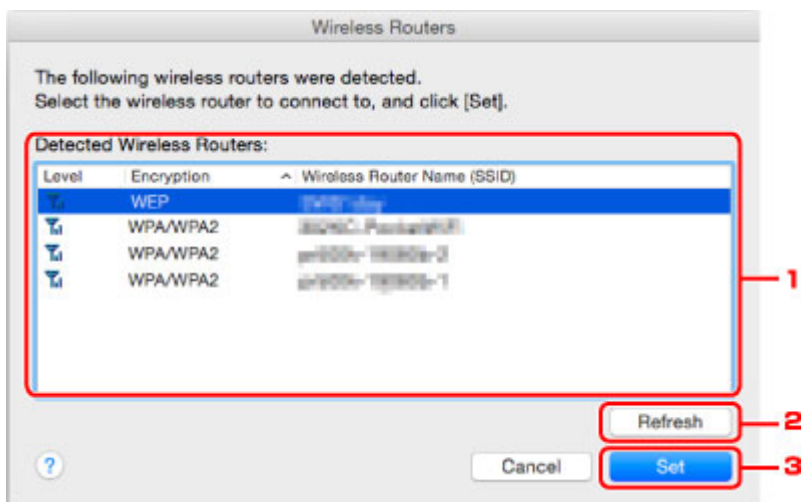 Wireless Routers
The following wireless routers were detected.
Select the wireless router to connect to, and click [Set].
Detected Wireless Routers:
Level Encryption Wireless Router Name (SSID)
WEP
WPA/WPA2
WPA/WPA2
WPA/WPA2
1
Refresh 2
? Cancel Set 3